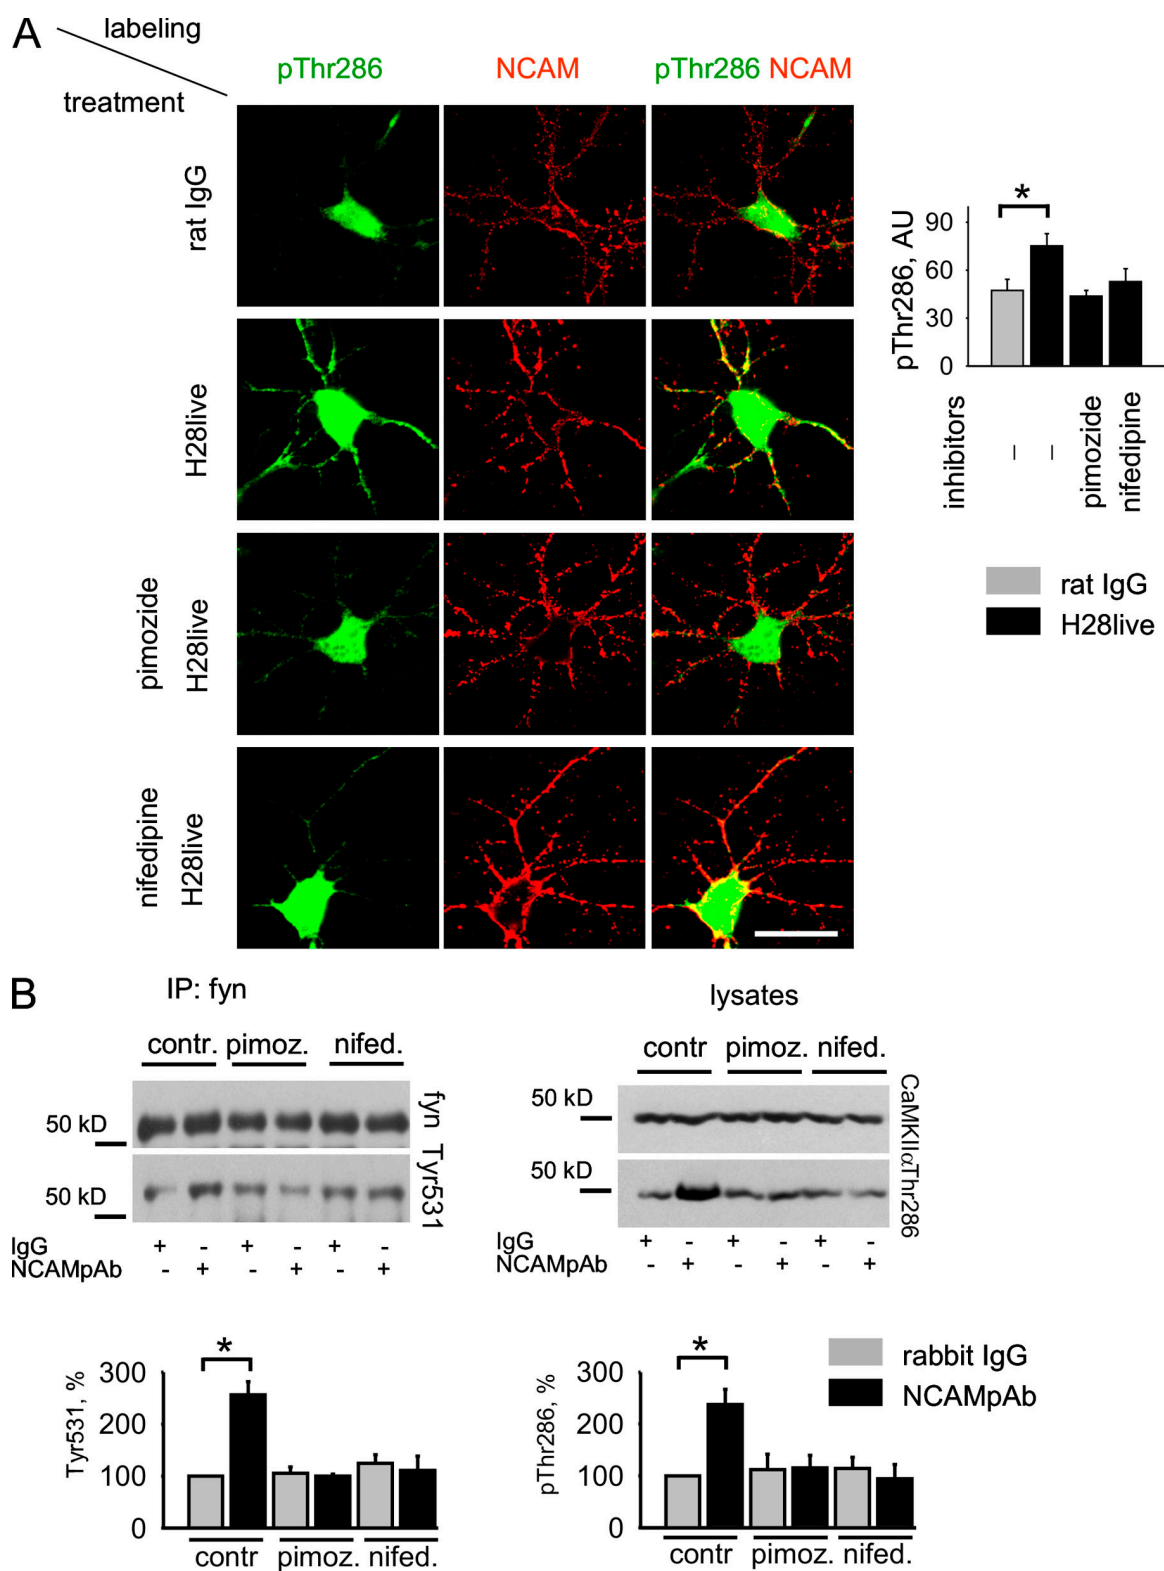 A
labeling
treatment
pThr286 NCAM pThr286 NCAM
rat IgG
H28live
pimozide
H28live
nifedipine
H28live
*
pThr286, AU
90
60
30
0
inhibitors – – pimozide nifedipine
rat IgG
H28live
B
IP: fyn
contr. pimoz. nifed.
50 kD
fyn
50 kD
Tyr531
IgG + - + - + -
NCAMpAb - + - + - +
lysates
contr pimoz. nifed.
50 kD
CaMKIIα
50 kD
Thr286
IgG + - + - + -
NCAMpAb - + - + - +
*
Tyr531, %
300
200
100
0
contr pimoz. nifed.
*
pThr286, %
300
200
100
0
contr pimoz. nifed.
rabbit IgG
NCAMpAb